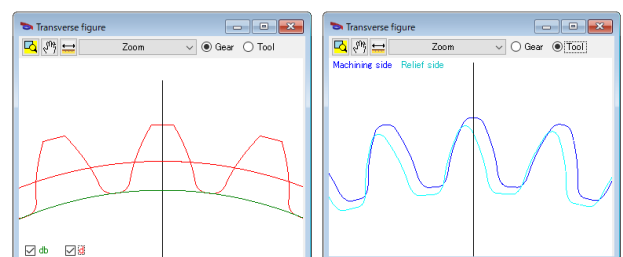 Transverse figure
Zoom
Gear
Tool
db
d
Transverse figure
Zoom
Gear
Tool
Machining side
Relief side